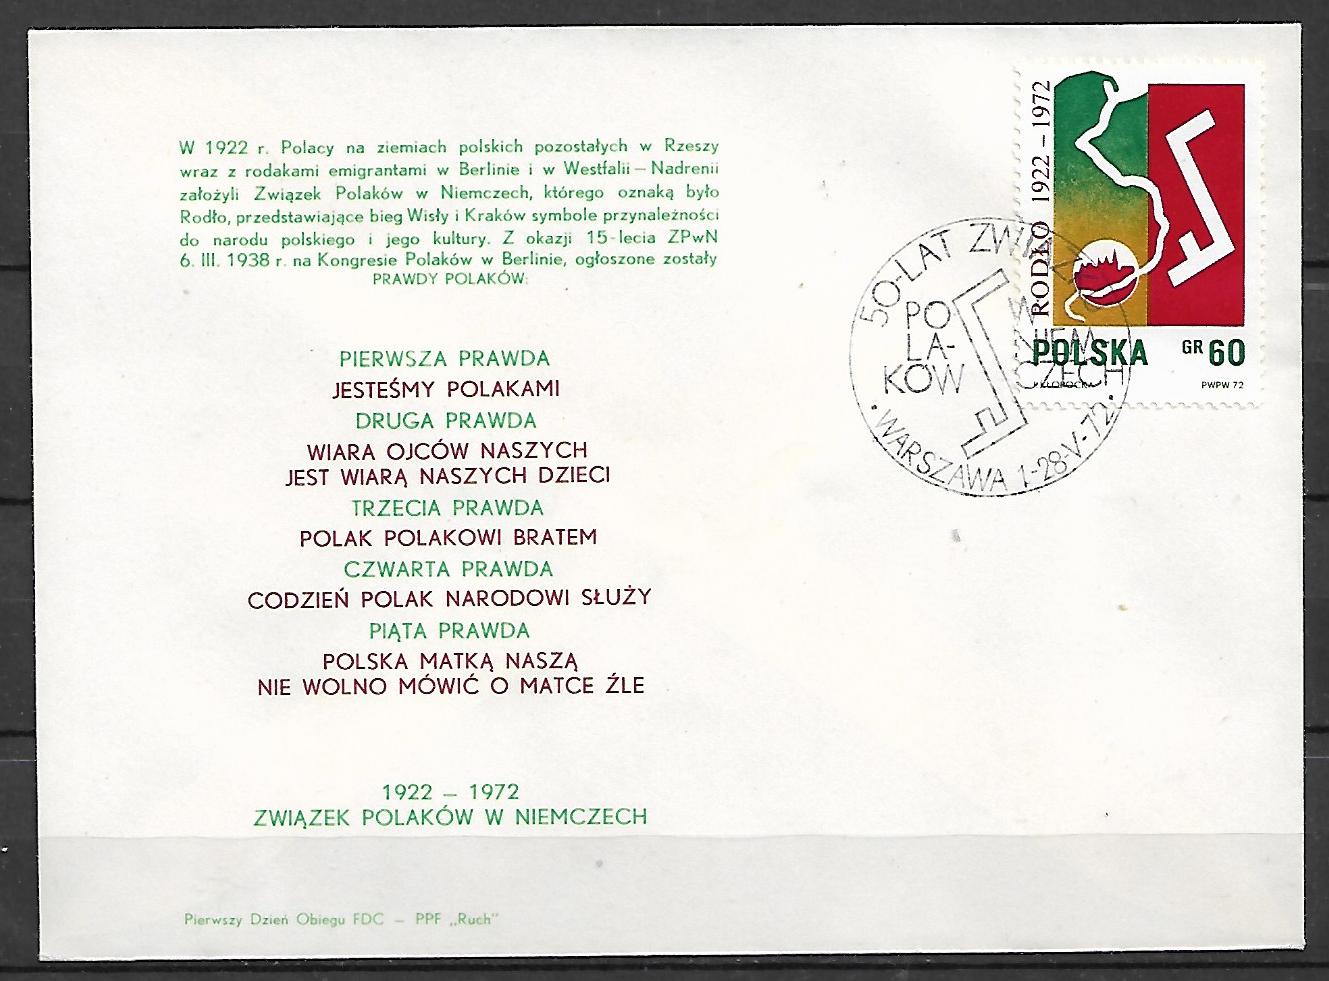 W 1922 r. Polacy na ziemiach polskich pozostałych w Rzeszy
wraz z rodakami emigrantami w Berlinie i w Westfalii – Nadrenii
założyli Związek Polaków w Niemczech, którego oznaką było
Rodło, przedstawiające bieg Wisły i Kraków symbole przynależności
do narodu polskiego i jego kultury. Z okazji 15-lecia ZPwN
6. III. 1938 r. na Kongresie Polaków w Berlinie, ogłoszone zostały
PRAWDY POLAKÓW:
PIERWSZA PRAWDA
JESTEŚMY POLAKAMI
DRUGA PRAWDA
WIARA OJCÓW NASZYCH
JEST WIARĄ NASZYCH DZIECI
TRZECIA PRAWDA
POLAK POLAKOWI BRATEM
CZWARTA PRAWDA
CODZIEŃ POLAK NARODOWI SŁUŻY
PIĄTA PRAWDA
POLSKA MATKĄ NASZĄ
NIE WOLNO MÓWIĆ O MATCE ŹLE
1922 – 1972
ZWIĄZEK POLAKÓW W NIEMCZECH
Pierwszy Dzień Obiegu FDC – PPF „Ruch"
RODŁO 1922 – 1972
POLSKA GR 60
PWPW 72
50-LAT ZWIĄZKU
PO-
LA-
KÓW
W
NIEM-
CZECH
· WARSZAWA 1-28-V-72 ·